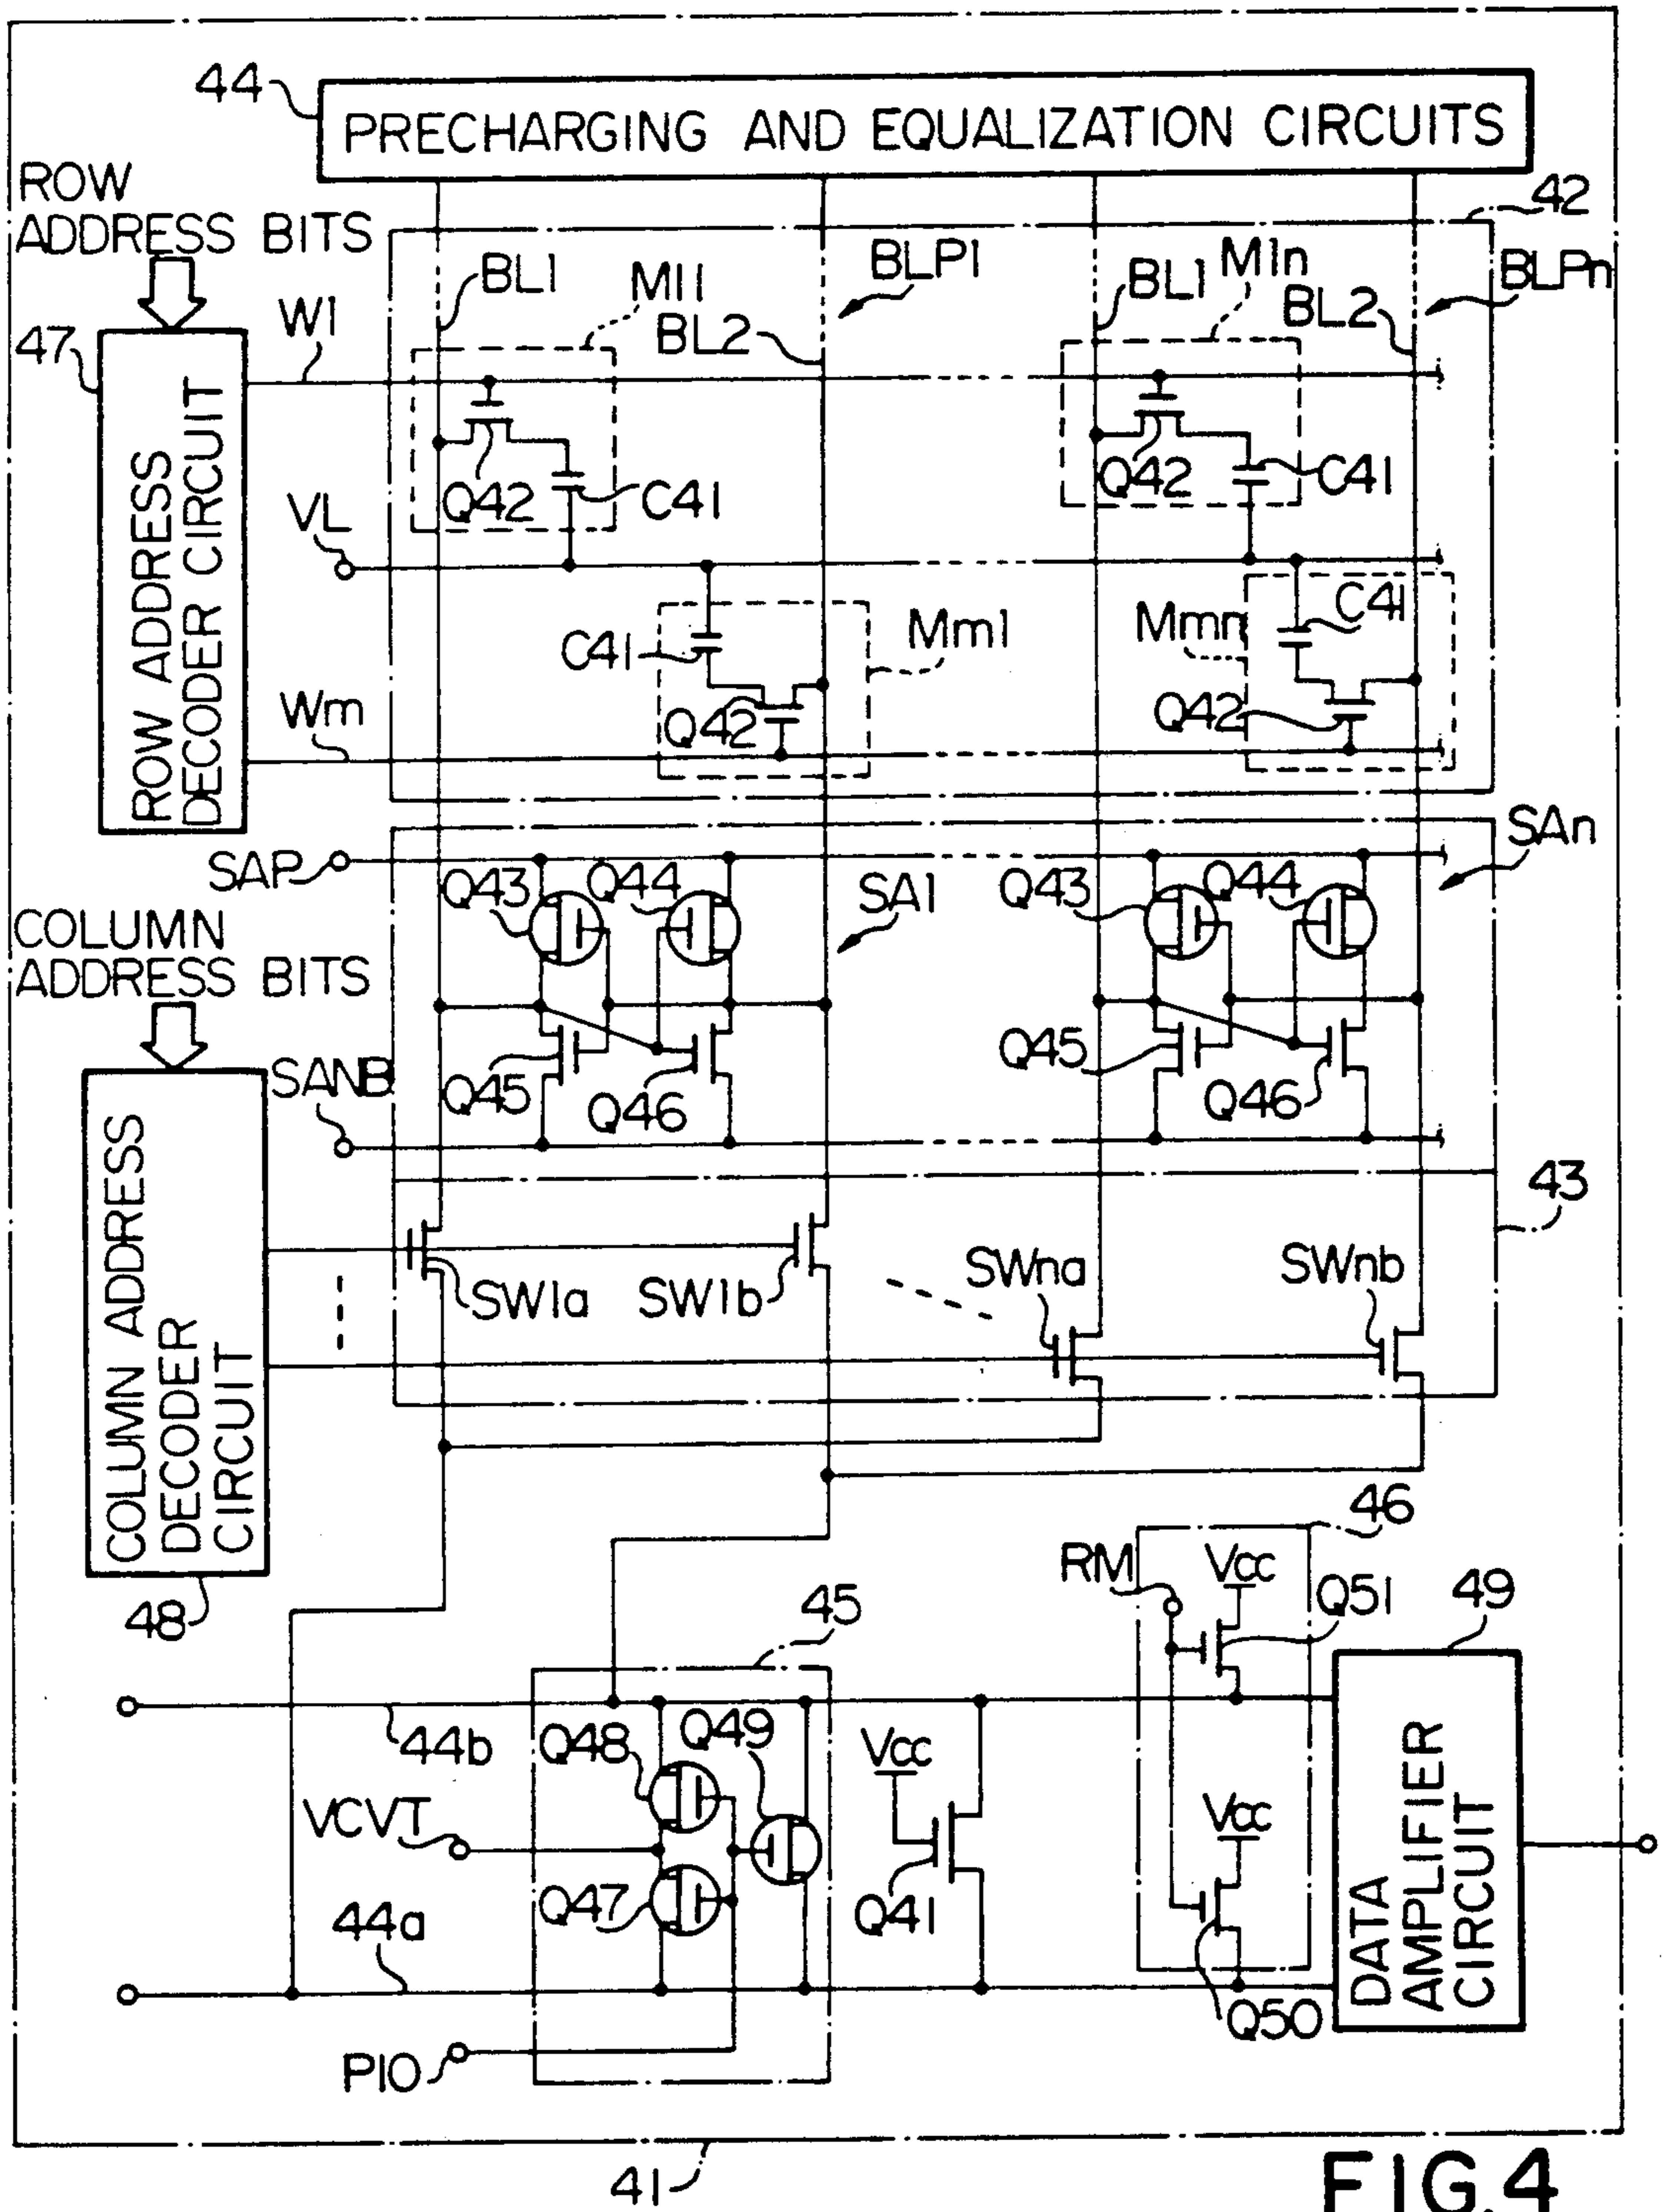 44
PRECHARGING AND EQUALIZATION CIRCUITS
ROW
ADDRESS BITS
42
BL1
M11
BLP1
BL1
M1n
BLPn
W1
BL2
BL2
47
ROW ADDRESS
DECODER CIRCUIT
Q42
C41
Q42
C41
VL
C41
Mm1
Mmn
C41
Wm
Q42
Q42
SAn
SAP
Q43
Q44
SA1
Q43
Q44
COLUMN
ADDRESS BITS
SANB
Q45
Q46
Q45
Q46
43
COLUMN ADDRESS
DECODER
CIRCUIT
SW1a
SW1b
SWna
SWnb
48
46
RM
Vcc
Q51
49
45
44b
Q48
Q49
Vcc
VCVT
Vcc
DATA
AMPLIFIER
CIRCUIT
Q47
Q41
44a
Q50
PIO
41
FIG.4